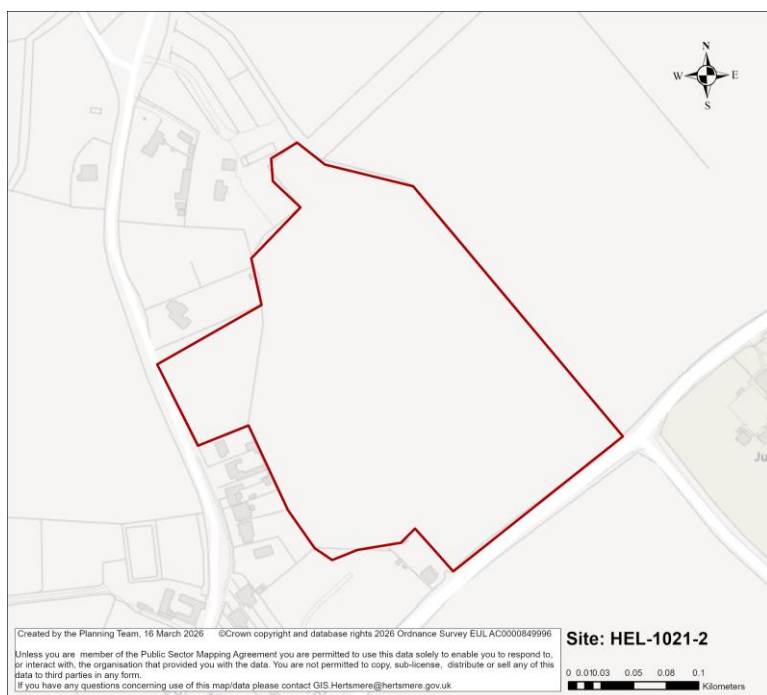 N
W E
S
Ju
Created by the Planning Team, 16 March 2026 ©Crown copyright and database rights 2026 Ordnance Survey EUL AC0000849996
Unless you are member of the Public Sector Mapping Agreement you are permitted to use this data solely to enable you to respond to,
or interact with, the organisation that provided you with the data. You are not permitted to copy, sub-license, distribute or sell any of this
data to third parties in any form.
If you have any questions concerning use of this map/data please contact GIS.Hertsmere@hertsmere.gov.uk
Site: HEL-1021-2
0 0.010.03 0.05 0.08 0.1
Kilometers